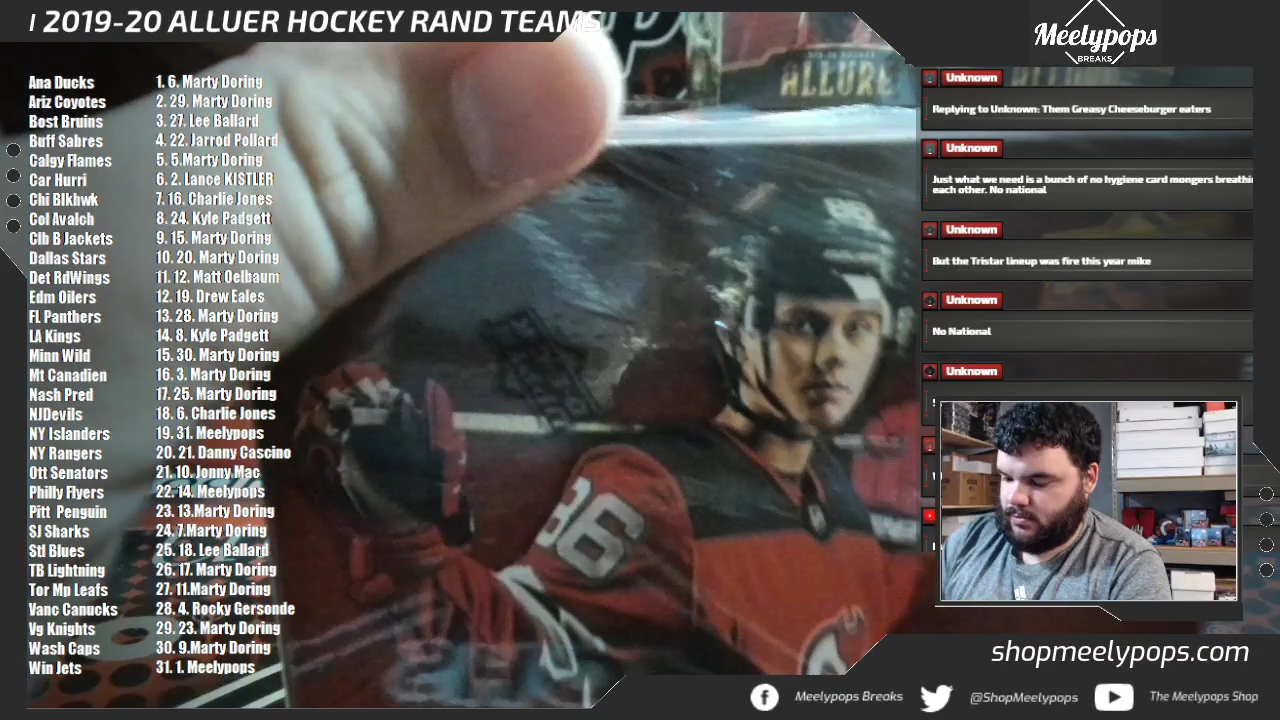 2019-20 ALLUER HOCKEY RAND TEAMS
Meelypops
BREAKS
ALLURE
Ana Ducks 1. 6. Marty Doring
Ariz Coyotes 2. 29. Marty Doring
Bost Bruins 3. 27. Lee Ballard
Buff Sabres 4. 22. Jarrod Pollard
Calgy Flames 5. 5.Marty Doring
Car Hurri 6. 2. Lance KISTLER
Chi Blkhwk 7. 16. Charlie Jones
Col Avalch 8. 24. Kyle Padgett
Clb B Jackets 9. 15. Marty Doring
Dallas Stars 10. 20. Marty Doring
Det RdWings 11. 12. Matt Oelbaum
Edm Oilers 12. 19. Drew Eales
FL Panthers 13. 28. Marty Doring
LA Kings 14. 8. Kyle Padgett
Minn Wild 15. 30. Marty Doring
Mt Canadien 16. 3. Marty Doring
Nash Pred 17. 25. Marty Doring
NJDevils 18. 6. Charlie Jones
NY Islanders 19. 31. Meelypops
NY Rangers 20. 21. Danny Cascino
Ott Senators 21. 10. Jonny Mac
Philly Flyers 22. 14. Meelypops
Pitt Penguin 23. 13.Marty Doring
SJ Sharks 24. 7.Marty Doring
Stl Blues 25. 18. Lee Ballard
TB Lightning 26. 17. Marty Doring
Tor Mp Leafs 27. 11.Marty Doring
Vanc Canucks 28. 4. Rocky Gersonde
Vg Knights 29. 23. Marty Doring
Wash Caps 30. 9.Marty Doring
Win Jets 31. 1. Meelypops
86
Unknown
Replying to Unknown: Them Greasy Cheeseburger eaters
Unknown
Just what we need is a bunch of no hygiene card mongers
each other. No national
Unknown
But the Tristar lineup was fire this year mike
Unknown
No National
Unknown
shopmeelypops.com
Meelypops Breaks
@ShopMeelypops
The Meelypops Shop